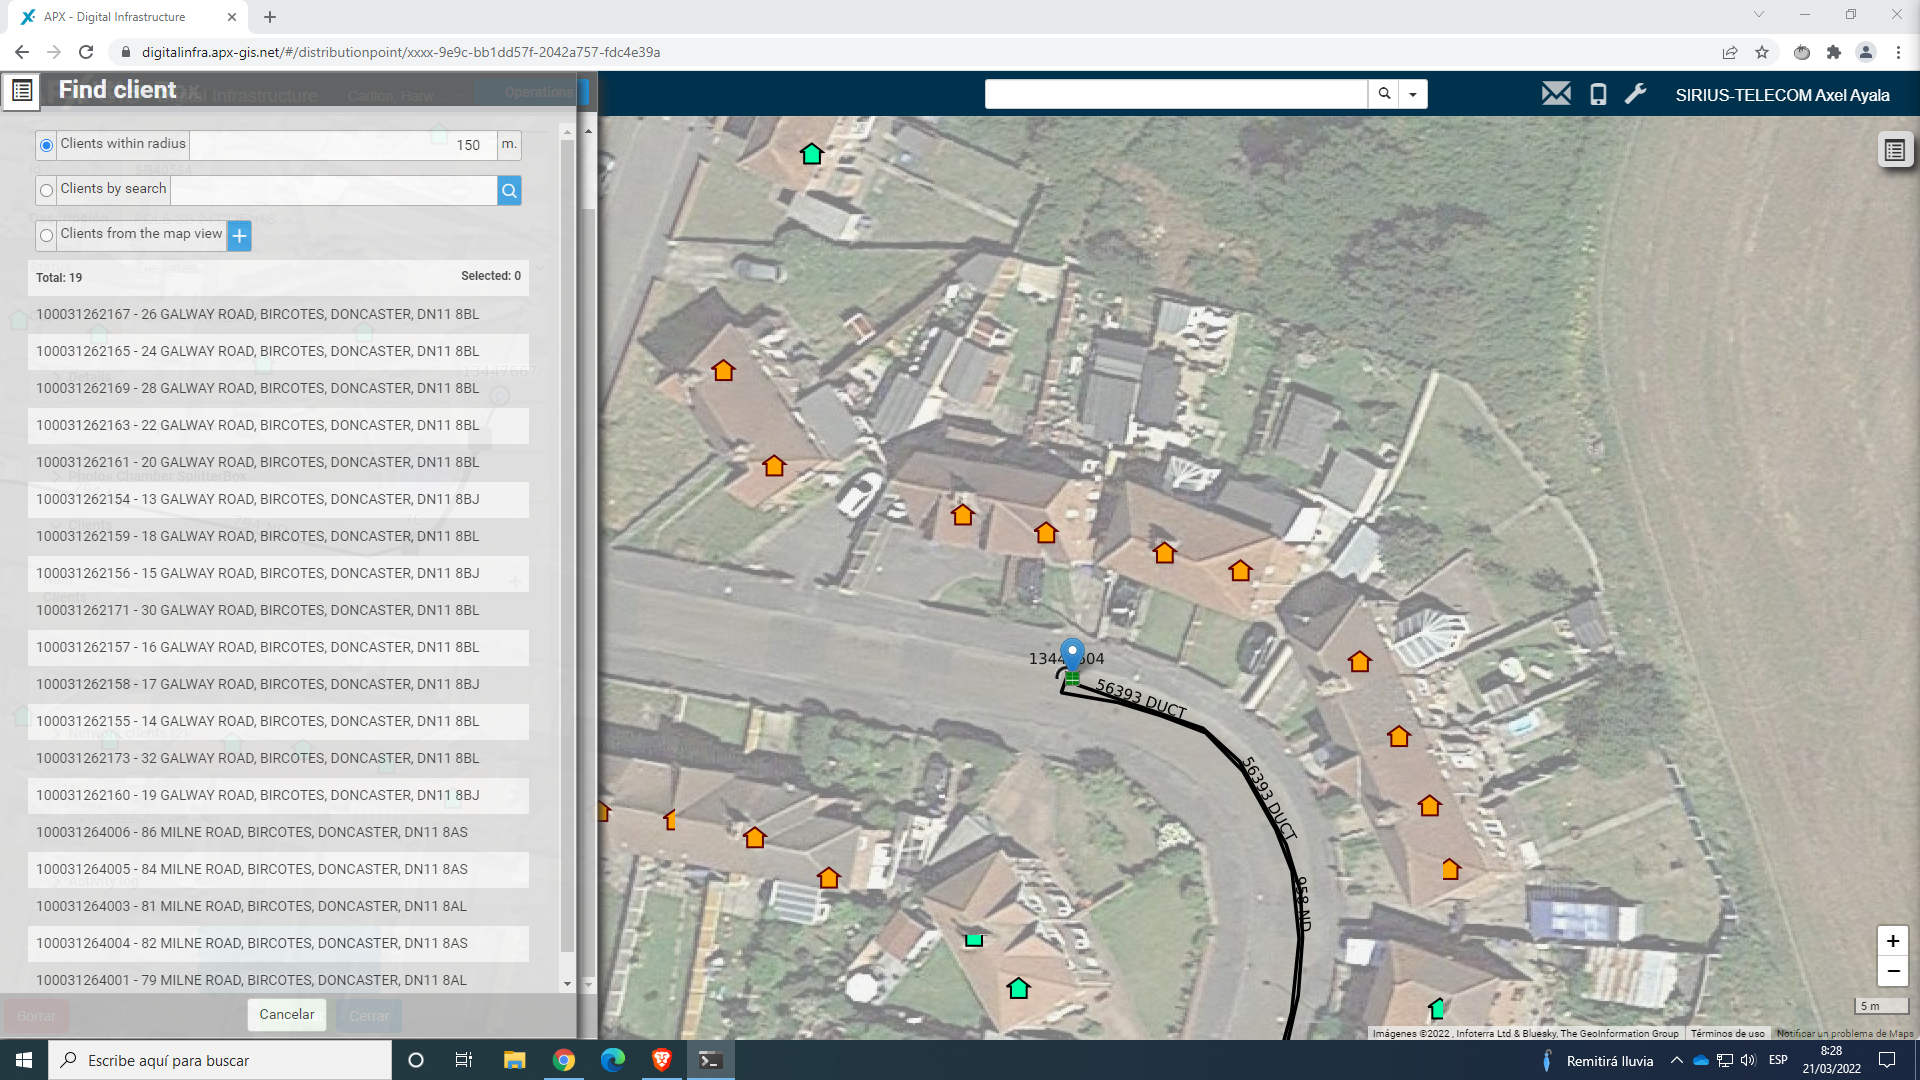 APX - Digital Infrastructure
digitalinfra.apx-gis.net/#/distributionpoint/xxxx-9e9c-bb1dd57f-2042a757-fdc4e39a
Find client
Operations
SIRIUS-TELECOM Axel Ayala
Clients within radius 150 m.
Clients by search
Clients from the map view
Total: 19 Selected: 0
100031262167 - 26 GALWAY ROAD, BIRCOTES, DONCASTER, DN11 8BL
100031262165 - 24 GALWAY ROAD, BIRCOTES, DONCASTER, DN11 8BL
100031262169 - 28 GALWAY ROAD, BIRCOTES, DONCASTER, DN11 8BL
100031262163 - 22 GALWAY ROAD, BIRCOTES, DONCASTER, DN11 8BL
100031262161 - 20 GALWAY ROAD, BIRCOTES, DONCASTER, DN11 8BL
100031262154 - 13 GALWAY ROAD, BIRCOTES, DONCASTER, DN11 8BJ
100031262159 - 18 GALWAY ROAD, BIRCOTES, DONCASTER, DN11 8BL
100031262156 - 15 GALWAY ROAD, BIRCOTES, DONCASTER, DN11 8BJ
100031262171 - 30 GALWAY ROAD, BIRCOTES, DONCASTER, DN11 8BL
100031262157 - 16 GALWAY ROAD, BIRCOTES, DONCASTER, DN11 8BL
100031262158 - 17 GALWAY ROAD, BIRCOTES, DONCASTER, DN11 8BJ
100031262155 - 14 GALWAY ROAD, BIRCOTES, DONCASTER, DN11 8BL
100031262173 - 32 GALWAY ROAD, BIRCOTES, DONCASTER, DN11 8BL
100031262160 - 19 GALWAY ROAD, BIRCOTES, DONCASTER, DN11 8BJ
100031264006 - 86 MILNE ROAD, BIRCOTES, DONCASTER, DN11 8AS
100031264005 - 84 MILNE ROAD, BIRCOTES, DONCASTER, DN11 8AS
100031264003 - 81 MILNE ROAD, BIRCOTES, DONCASTER, DN11 8AL
100031264004 - 82 MILNE ROAD, BIRCOTES, DONCASTER, DN11 8AS
100031264001 - 79 MILNE ROAD, BIRCOTES, DONCASTER, DN11 8AL
Borrar Cancelar Cerrar
56393 DUCT
56393 DUCT
958 ND
+
−
5 m
Imágenes ©2022 , Infoterra Ltd & Bluesky, The GeoInformation Group Términos de uso Notificar un problema de Maps
Escribe aquí para buscar
Remitirá lluvia
ESP
8:28
21/03/2022